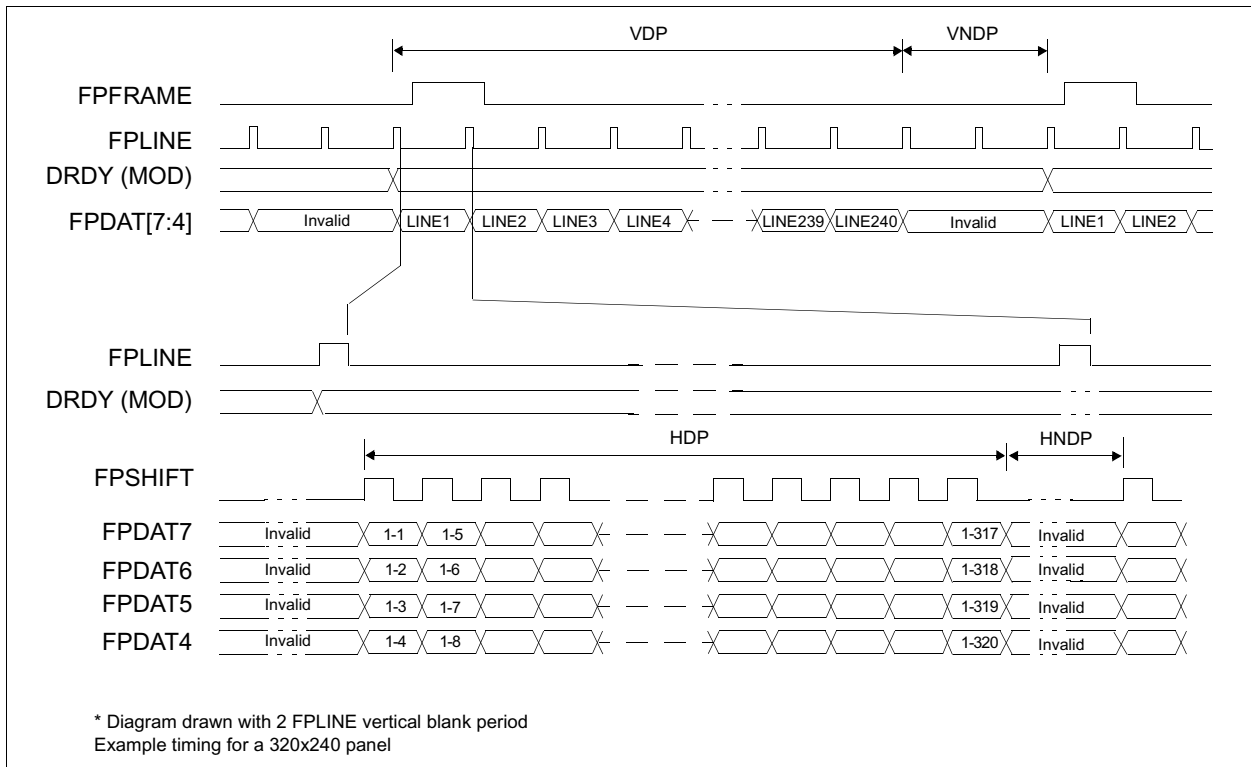 VDP VNDP
FPFRAME
FPLINE
DRDY (MOD)
FPDAT[7:4] Invalid LINE1 LINE2 LINE3 LINE4 LINE239 LINE240 Invalid LINE1 LINE2
FPLINE
DRDY (MOD)
HDP HNDP
FPSHIFT
FPDAT7 Invalid 1-1 1-5 1-317 Invalid
FPDAT6 Invalid 1-2 1-6 1-318 Invalid
FPDAT5 Invalid 1-3 1-7 1-319 Invalid
FPDAT4 Invalid 1-4 1-8 1-320 Invalid
* Diagram drawn with 2 FPLINE vertical blank period
Example timing for a 320x240 panel